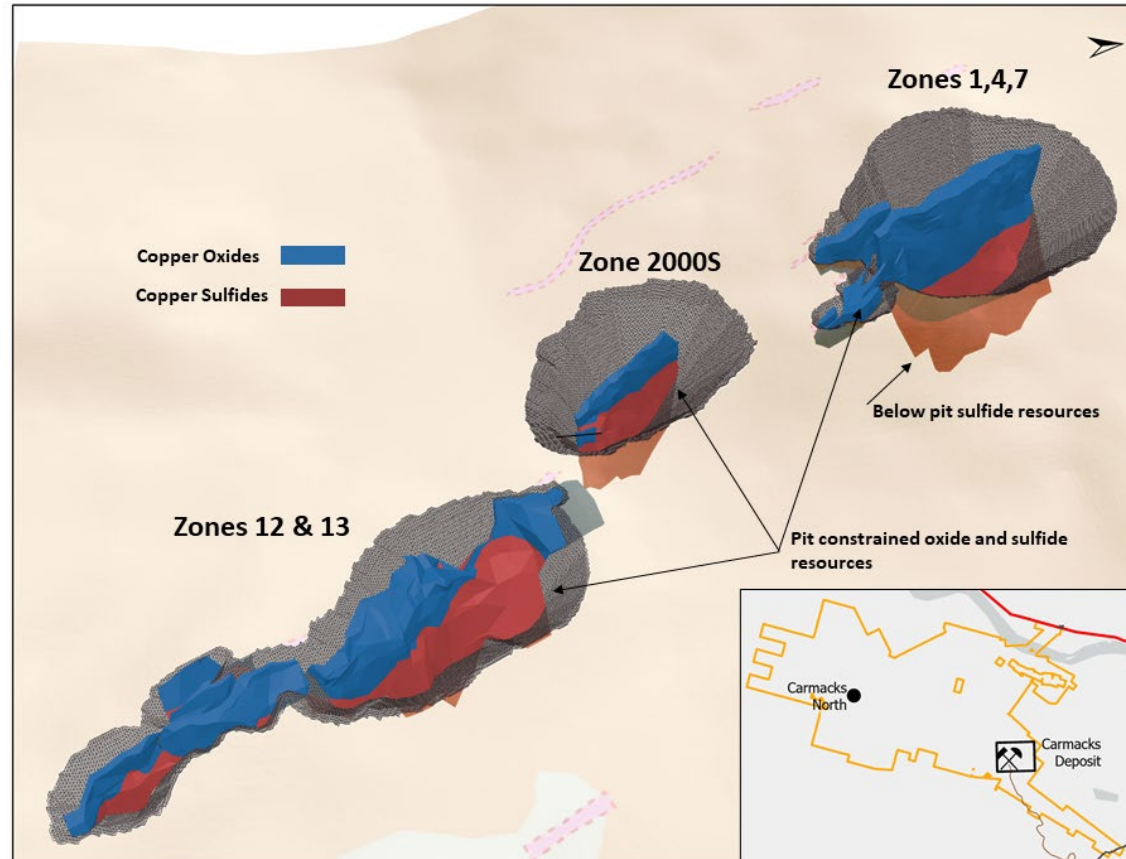 Zones 1,4,7
Zone 2000S
Copper Oxides
Copper Sulfides
Below pit sulfide resources
Zones 12 & 13
Pit constrained oxide and sulfide
resources
Carmacks
North
Carmacks
Deposit